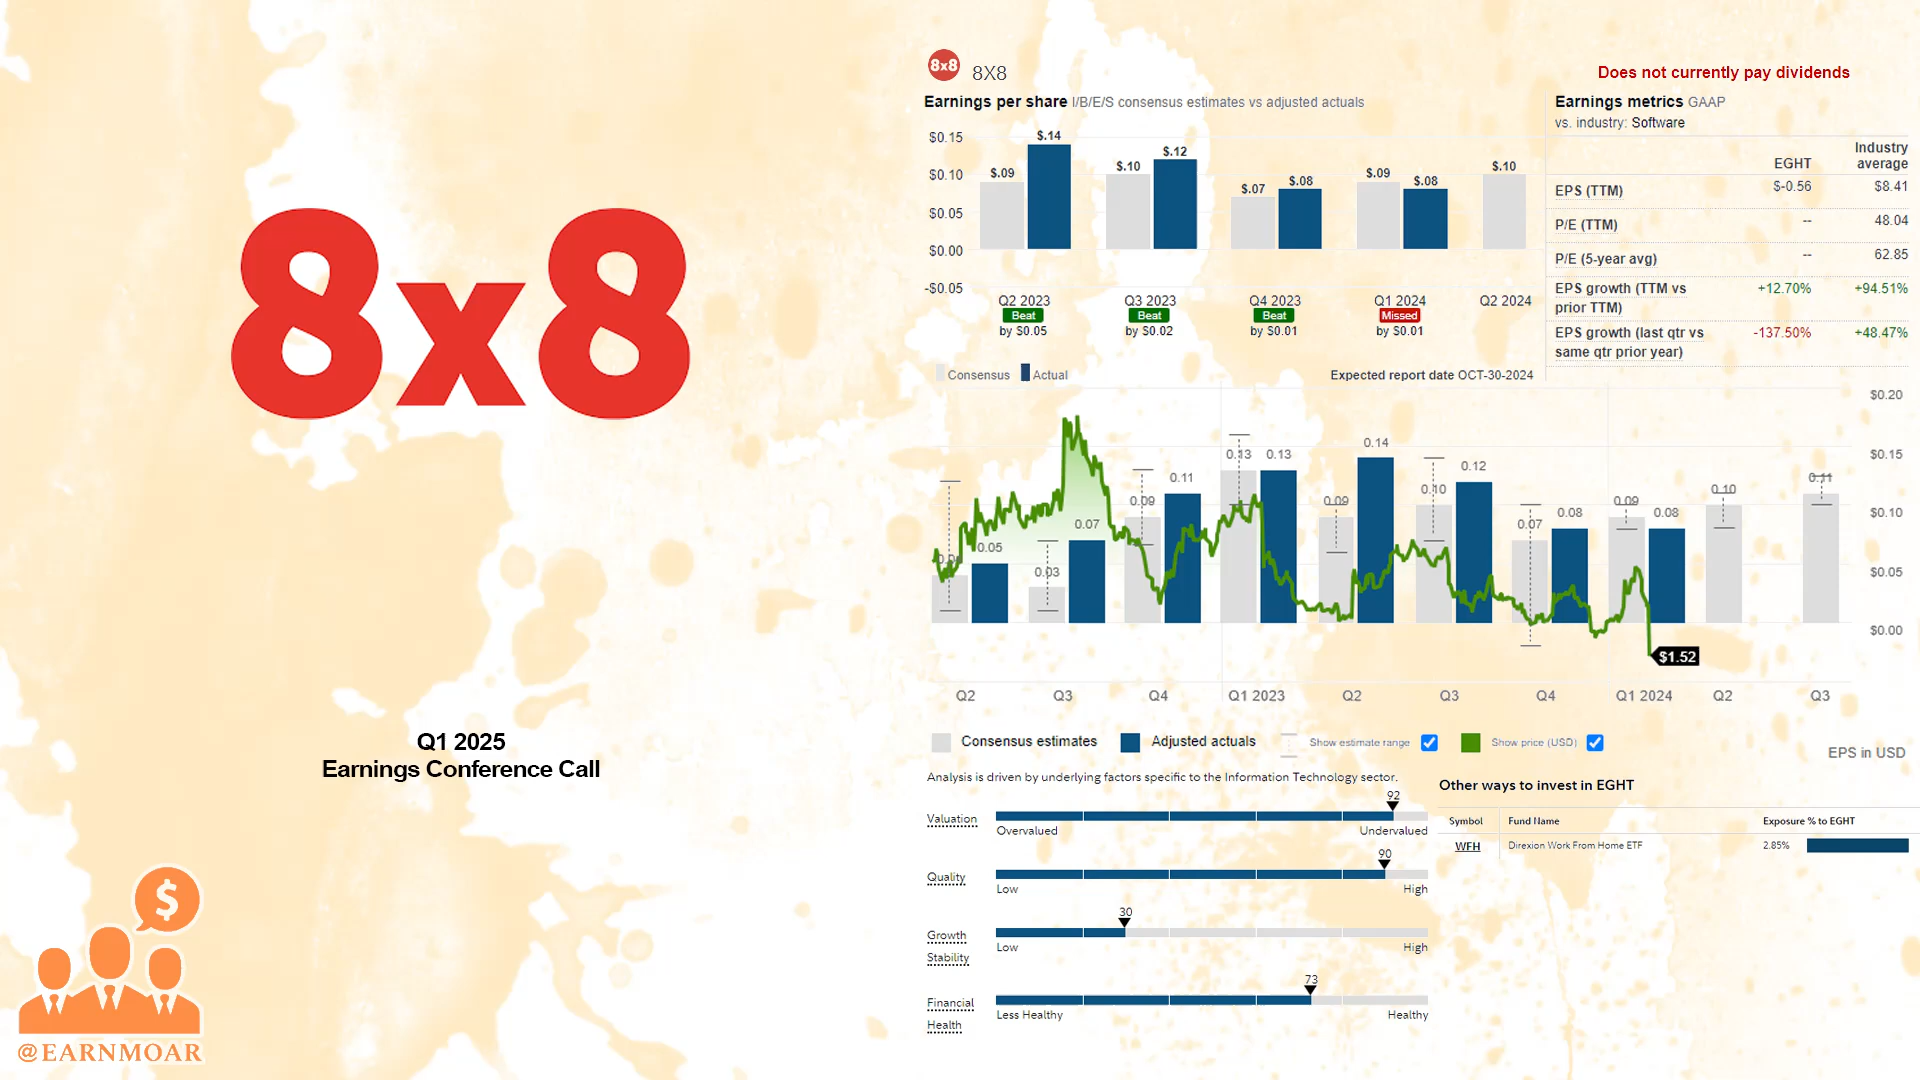 8x8
Q1 2025
Earnings Conference Call
$
@EARNMOAR
8x8 8X8
Does not currently pay dividends
Earnings per share I/B/E/S consensus estimates vs adjusted actuals
$0.15
$0.10
$0.05
$0.00
-$0.05
$.09 $.14 $.10 $.12 $.07 $.08 $.09 $.08 $.10
Q2 2023 Q3 2023 Q4 2023 Q1 2024 Q2 2024
Beat Beat Beat Missed
by $0.05 by $0.02 by $0.01 by $0.01
Consensus Actual
Expected report date OCT-30-2024
Earnings metrics GAAP
vs. industry: Software
EGHT Industry average
EPS (TTM) $-0.56 $8.41
P/E (TTM) -- 48.04
P/E (5-year avg) -- 62.85
EPS growth (TTM vs prior TTM) +12.70% +94.51%
EPS growth (last qtr vs same qtr prior year) -137.50% +48.47%
$0.20
$0.15
$0.10
$0.05
$0.00
0.05 0.03 0.07 0.09 0.11 0.13 0.13 0.09 0.14 0.10 0.12 0.07 0.08 0.09 0.08 0.10 0.11
$1.52
Q2 Q3 Q4 Q1 2023 Q2 Q3 Q4 Q1 2024 Q2 Q3
Consensus estimates Adjusted actuals Show estimate range Show price (USD)
EPS in USD
Analysis is driven by underlying factors specific to the Information Technology sector.
Valuation 92
Overvalued Undervalued
Quality 90
Low High
Growth Stability 30
Low High
Financial Health 73
Less Healthy Healthy
Other ways to invest in EGHT
Symbol Fund Name Exposure % to EGHT
WFH Direxion Work From Home ETF 2.85%